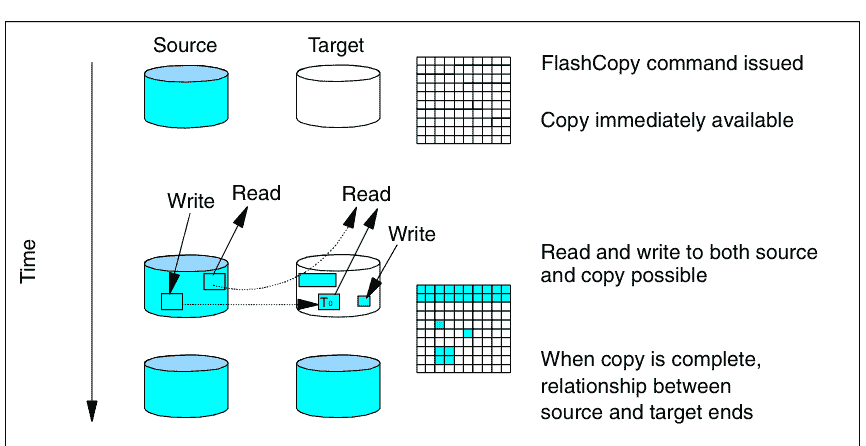 Source
Target
FlashCopy command issued
Copy immediately available
Write
Read
Read
Write
Time
Read and write to both source
and copy possible
T0
When copy is complete,
relationship between
source and target ends